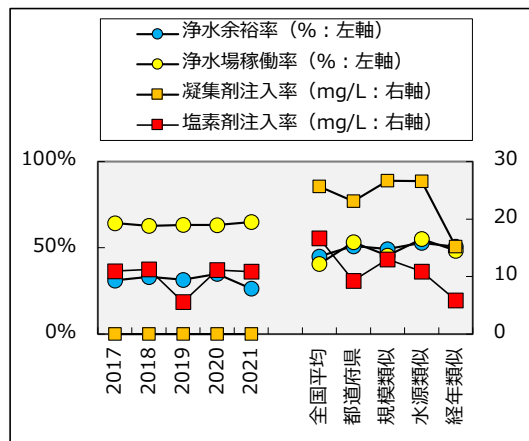 浄水余裕率（%：左軸）
浄水場稼働率（%：左軸）
凝集剤注入率（mg/L：右軸）
塩素剤注入率（mg/L：右軸）
100%
50%
0%
30
20
10
0
2017
2018
2019
2020
2021
全国平均
都道府県
規模類似
水源類似
経年類似